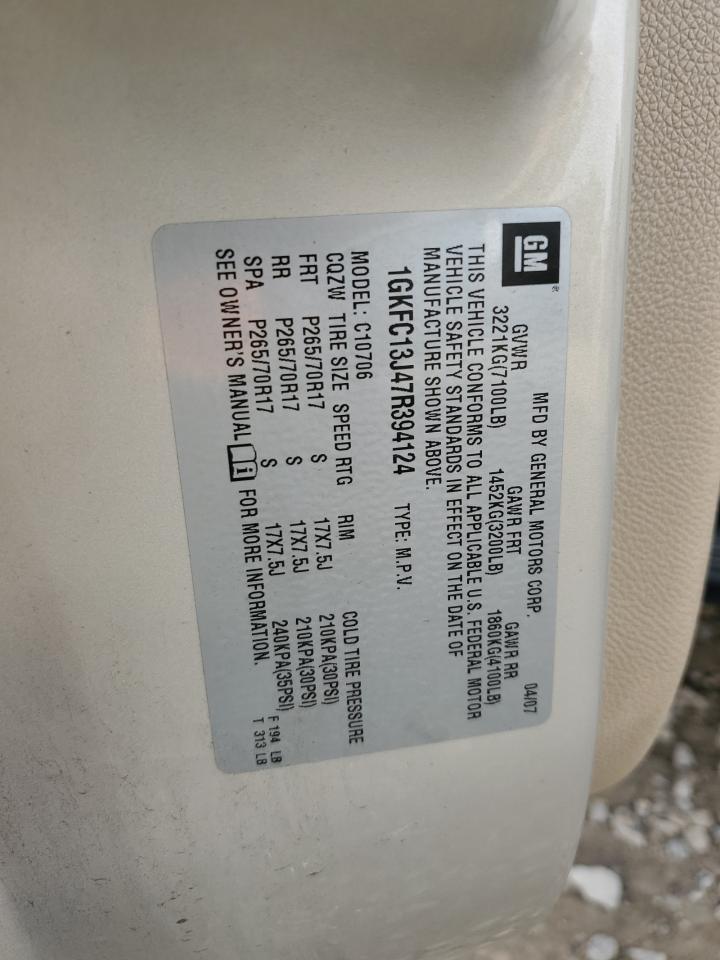 GM®
MFD BY GENERAL MOTORS CORP. 04/07
GVWR GAWR FRT GAWR RR
3221KG(7100LB) 1452KG(3200LB) 1860KG(4100LB)
THIS VEHICLE CONFORMS TO ALL APPLICABLE U.S. FEDERAL MOTOR
VEHICLE SAFETY STANDARDS IN EFFECT ON THE DATE OF
MANUFACTURE SHOWN ABOVE.
1GKFC13J47R394124 TYPE: M.P.V.
MODEL: C10706
CQZW TIRE SIZE SPEED RTG RIM COLD TIRE PRESSURE
FRT P265/70R17 S 17X7.5J 210KPA(30PSI)
RR P265/70R17 S 17X7.5J 210KPA(30PSI)
SPA P265/70R17 S 17X7.5J 240KPA(35PSI) F 194 LB
SEE OWNER'S MANUAL i FOR MORE INFORMATION. T 313 LB